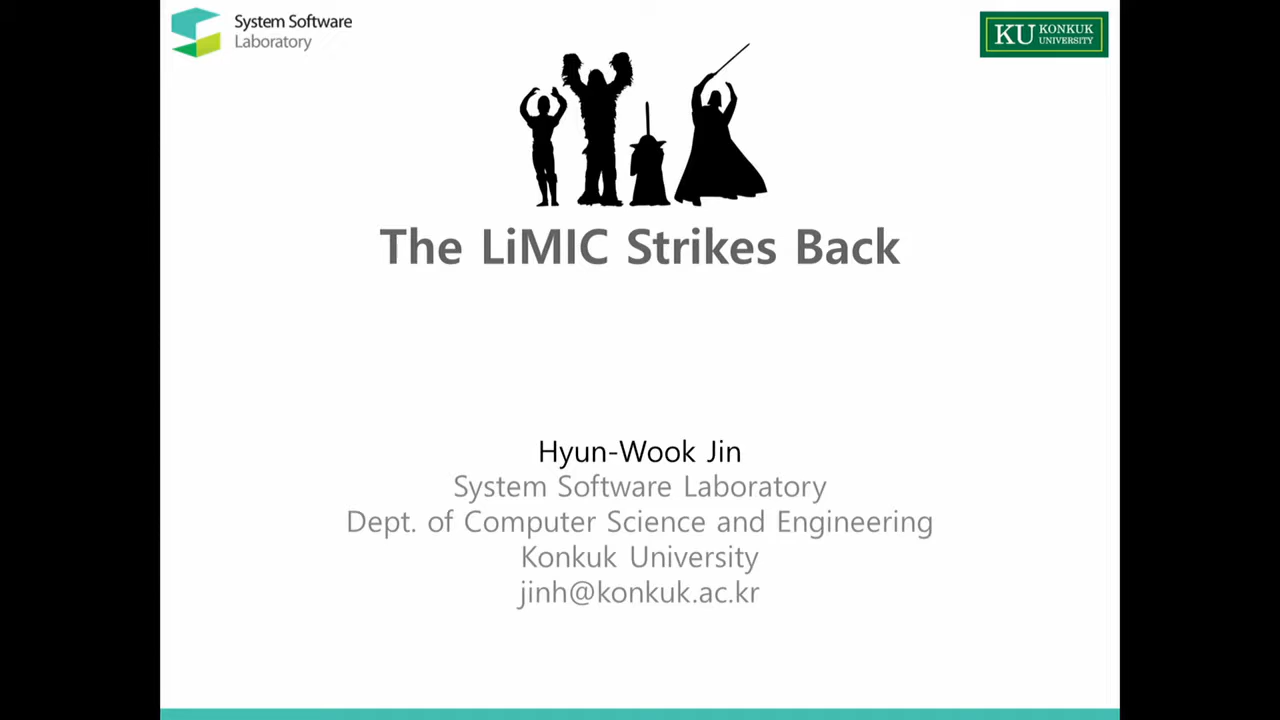 System Software
Laboratory
KU KONKUK
UNIVERSITY
The LiMIC Strikes Back
Hyun-Wook Jin
System Software Laboratory
Dept. of Computer Science and Engineering
Konkuk University
jinh@konkuk.ac.kr